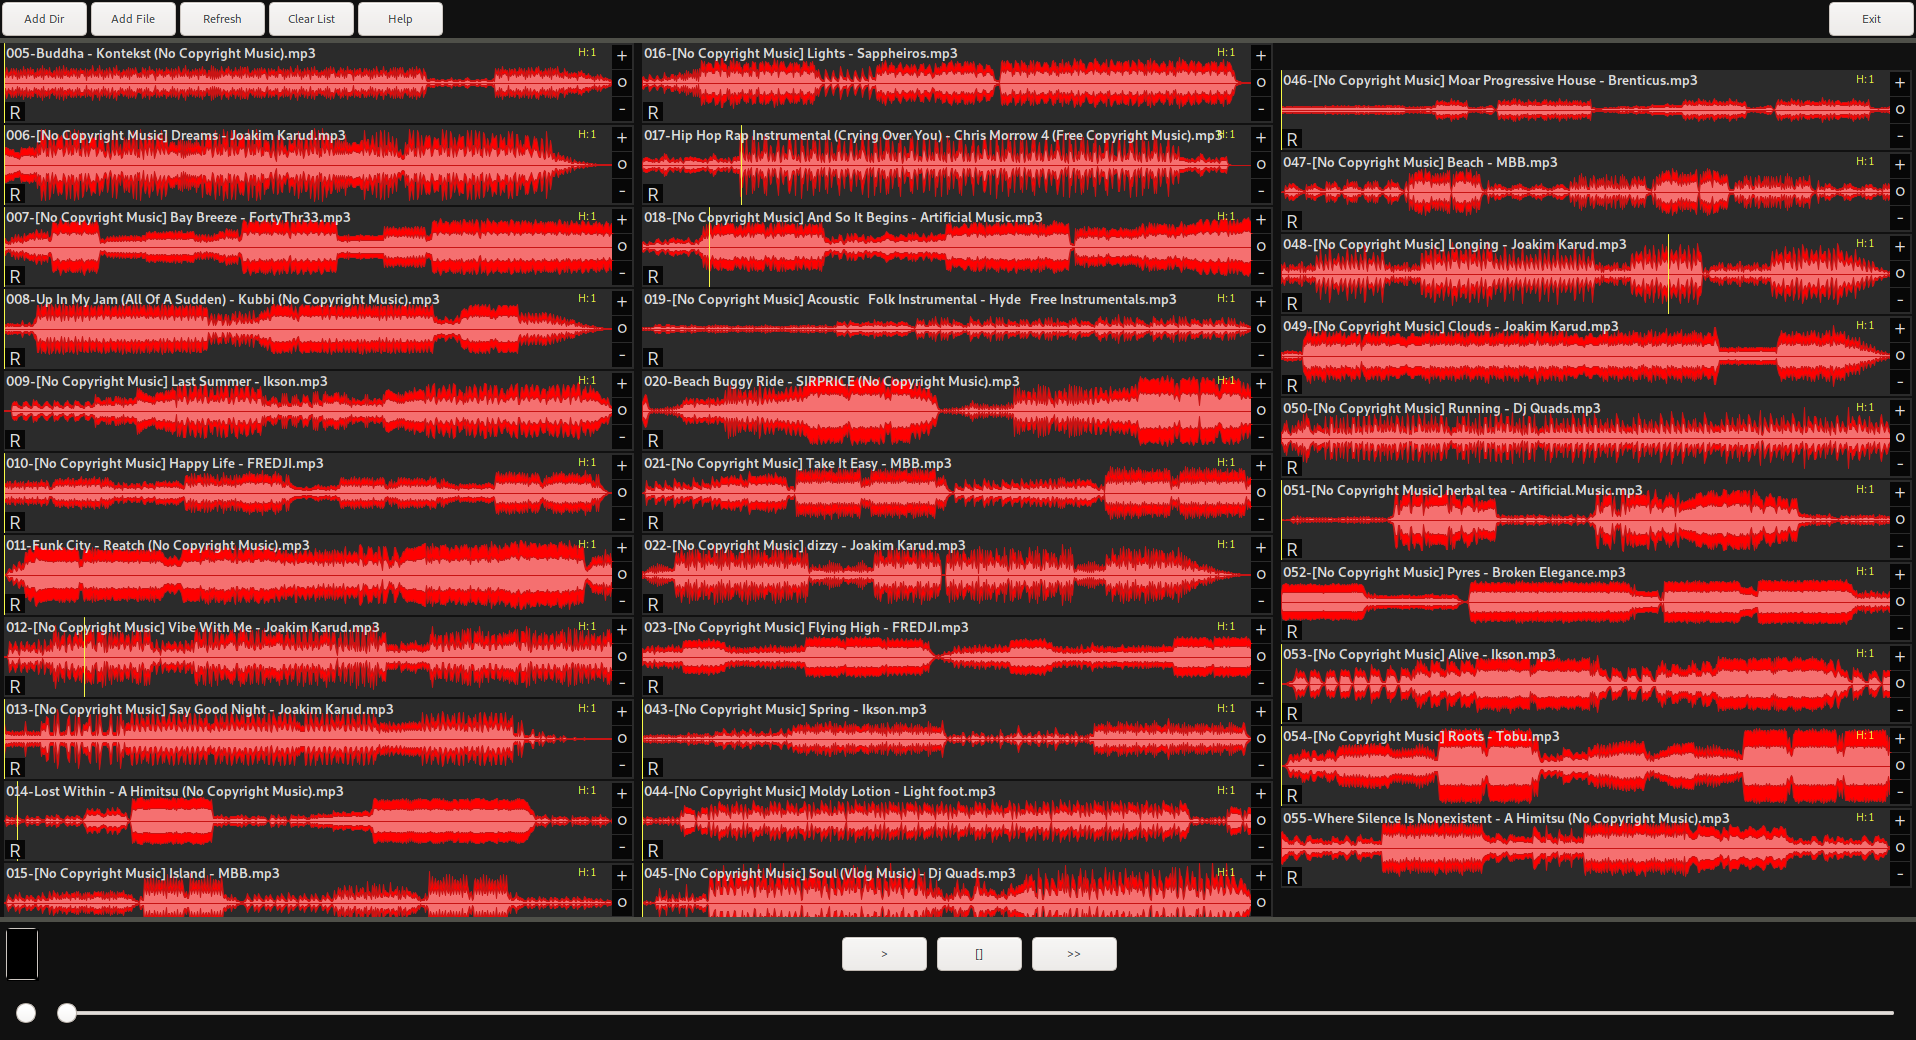 Add Dir Add File Refresh Clear List Help Exit
005-Buddha - Kontekst (No Copyright Music).mp3 H:1 + o - R
006-[No Copyright Music] Dreams - Joakim Karud.mp3 H:1 + o - R
007-[No Copyright Music] Bay Breeze - FortyThr33.mp3 H:1 + o - R
008-Up In My Jam (All Of A Sudden) - Kubbi (No Copyright Music).mp3 H:1 + o - R
009-[No Copyright Music] Last Summer - Ikson.mp3 H:1 + o - R
010-[No Copyright Music] Happy Life - FREDJI.mp3 H:1 + o - R
011-Funk City - Reatch (No Copyright Music).mp3 H:1 + o - R
012-[No Copyright Music] Vibe With Me - Joakim Karud.mp3 H:1 + o - R
013-[No Copyright Music] Say Good Night - Joakim Karud.mp3 H:1 + o - R
014-Lost Within - A Himitsu (No Copyright Music).mp3 H:1 + o - R
015-[No Copyright Music] Island - MBB.mp3 H:1 + o
016-[No Copyright Music] Lights - Sappheiros.mp3 H:1 + o - R
017-Hip Hop Rap Instrumental (Crying Over You) - Chris Morrow 4 (Free Copyright Music).mp3 H:1 + o - R
018-[No Copyright Music] And So It Begins - Artificial Music.mp3 H:1 + o - R
019-[No Copyright Music] Acoustic Folk Instrumental - Hyde Free Instrumentals.mp3 H:1 + o - R
020-Beach Buggy Ride - SIRPRICE (No Copyright Music).mp3 H:1 + o - R
021-[No Copyright Music] Take It Easy - MBB.mp3 H:1 + o - R
022-[No Copyright Music] dizzy - Joakim Karud.mp3 H:1 + o - R
023-[No Copyright Music] Flying High - FREDJI.mp3 H:1 + o - R
043-[No Copyright Music] Spring - Ikson.mp3 H:1 + o - R
044-[No Copyright Music] Moldy Lotion - Light foot.mp3 H:1 + o - R
045-[No Copyright Music] Soul (Vlog Music) - Dj Quads.mp3 H:1 + o
046-[No Copyright Music] Moar Progressive House - Brenticus.mp3 H:1 + o - R
047-[No Copyright Music] Beach - MBB.mp3 H:1 + o - R
048-[No Copyright Music] Longing - Joakim Karud.mp3 H:1 + o - R
049-[No Copyright Music] Clouds - Joakim Karud.mp3 H:1 + o - R
050-[No Copyright Music] Running - Dj Quads.mp3 H:1 + o - R
051-[No Copyright Music] herbal tea - Artificial.Music.mp3 H:1 + o - R
052-[No Copyright Music] Pyres - Broken Elegance.mp3 H:1 + o - R
053-[No Copyright Music] Alive - Ikson.mp3 H:1 + o - R
054-[No Copyright Music] Roots - Tobu.mp3 H:1 + o - R
055-Where Silence Is Nonexistent - A Himitsu (No Copyright Music).mp3 H:1 + o - R
> [] >>